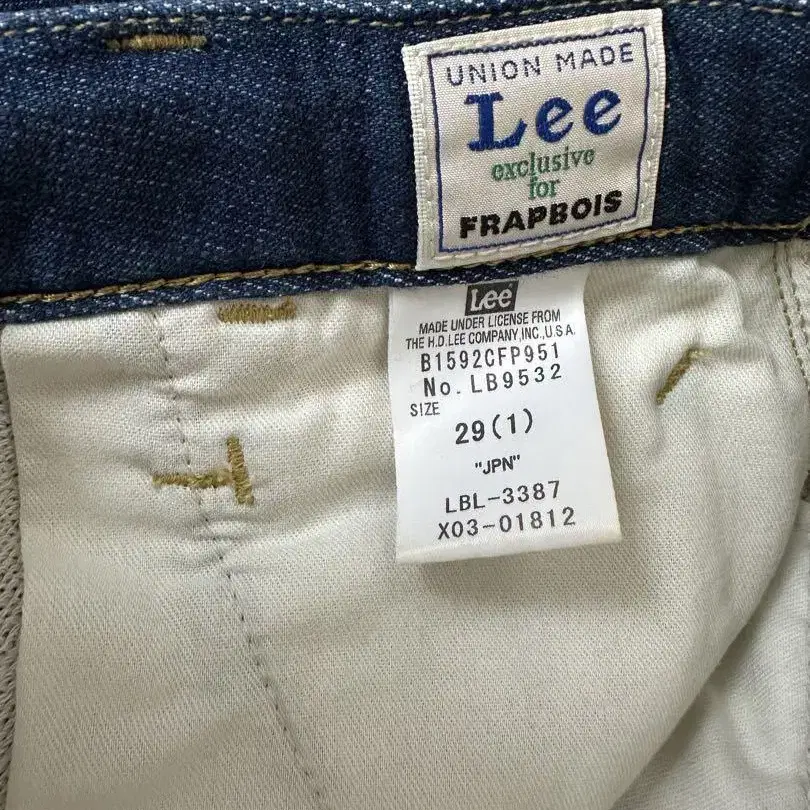 UNION MADE
Lee
exclusive
for
FRAPBOIS
Lee
MADE UNDER LICENSE FROM
THE H.D.LEE COMPANY,INC.,U.S.A.
B1592CFP951
No. LB9532
SIZE
29(1)
"JPN"
LBL-3387
X03-01812